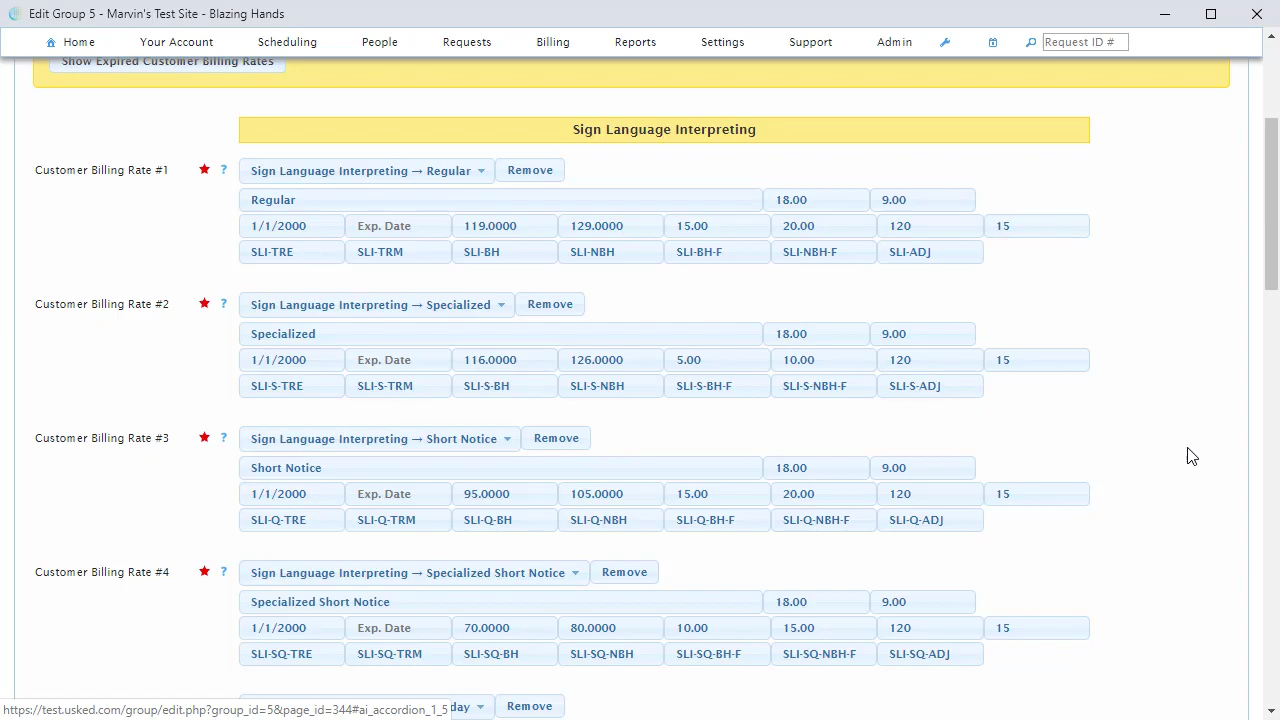 Edit Group 5 - Marvin's Test Site - Blazing Hands
Home Your Account Scheduling People Requests Billing Reports Settings Support Admin Request ID #
Show Expired Customer Billing Rates
Sign Language Interpreting
Customer Billing Rate #1 ★ ? Sign Language Interpreting → Regular Remove
Regular 18.00 9.00
1/1/2000 Exp. Date 119.0000 129.0000 15.00 20.00 120 15
SLI-TRE SLI-TRM SLI-BH SLI-NBH SLI-BH-F SLI-NBH-F SLI-ADJ
Customer Billing Rate #2 ★ ? Sign Language Interpreting → Specialized Remove
Specialized 18.00 9.00
1/1/2000 Exp. Date 116.0000 126.0000 5.00 10.00 120 15
SLI-S-TRE SLI-S-TRM SLI-S-BH SLI-S-NBH SLI-S-BH-F SLI-S-NBH-F SLI-S-ADJ
Customer Billing Rate #3 ★ ? Sign Language Interpreting → Short Notice Remove
Short Notice 18.00 9.00
1/1/2000 Exp. Date 95.0000 105.0000 15.00 20.00 120 15
SLI-Q-TRE SLI-Q-TRM SLI-Q-BH SLI-Q-NBH SLI-Q-BH-F SLI-Q-NBH-F SLI-Q-ADJ
Customer Billing Rate #4 ★ ? Sign Language Interpreting → Specialized Short Notice Remove
Specialized Short Notice 18.00 9.00
1/1/2000 Exp. Date 70.0000 80.0000 10.00 15.00 120 15
SLI-SQ-TRE SLI-SQ-TRM SLI-SQ-BH SLI-SQ-NBH SLI-SQ-BH-F SLI-SQ-NBH-F SLI-SQ-ADJ
https://test.usked.com/group/edit.php?group_id=5&page_id=344#ai_accordion_1_5 day Remove